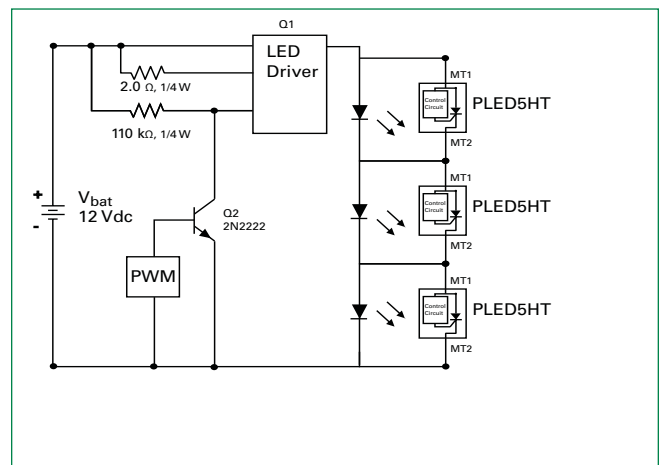 Q1
LED
Driver
2.0 Ω, 1/4 W
110 kΩ, 1/4 W
+
V bat
12 Vdc
-
Q2
2N2222
PWM
MT1
Control
Circuit
PLED5HT
MT2
MT1
Control
Circuit
PLED5HT
MT2
MT1
Control
Circuit
PLED5HT
MT2